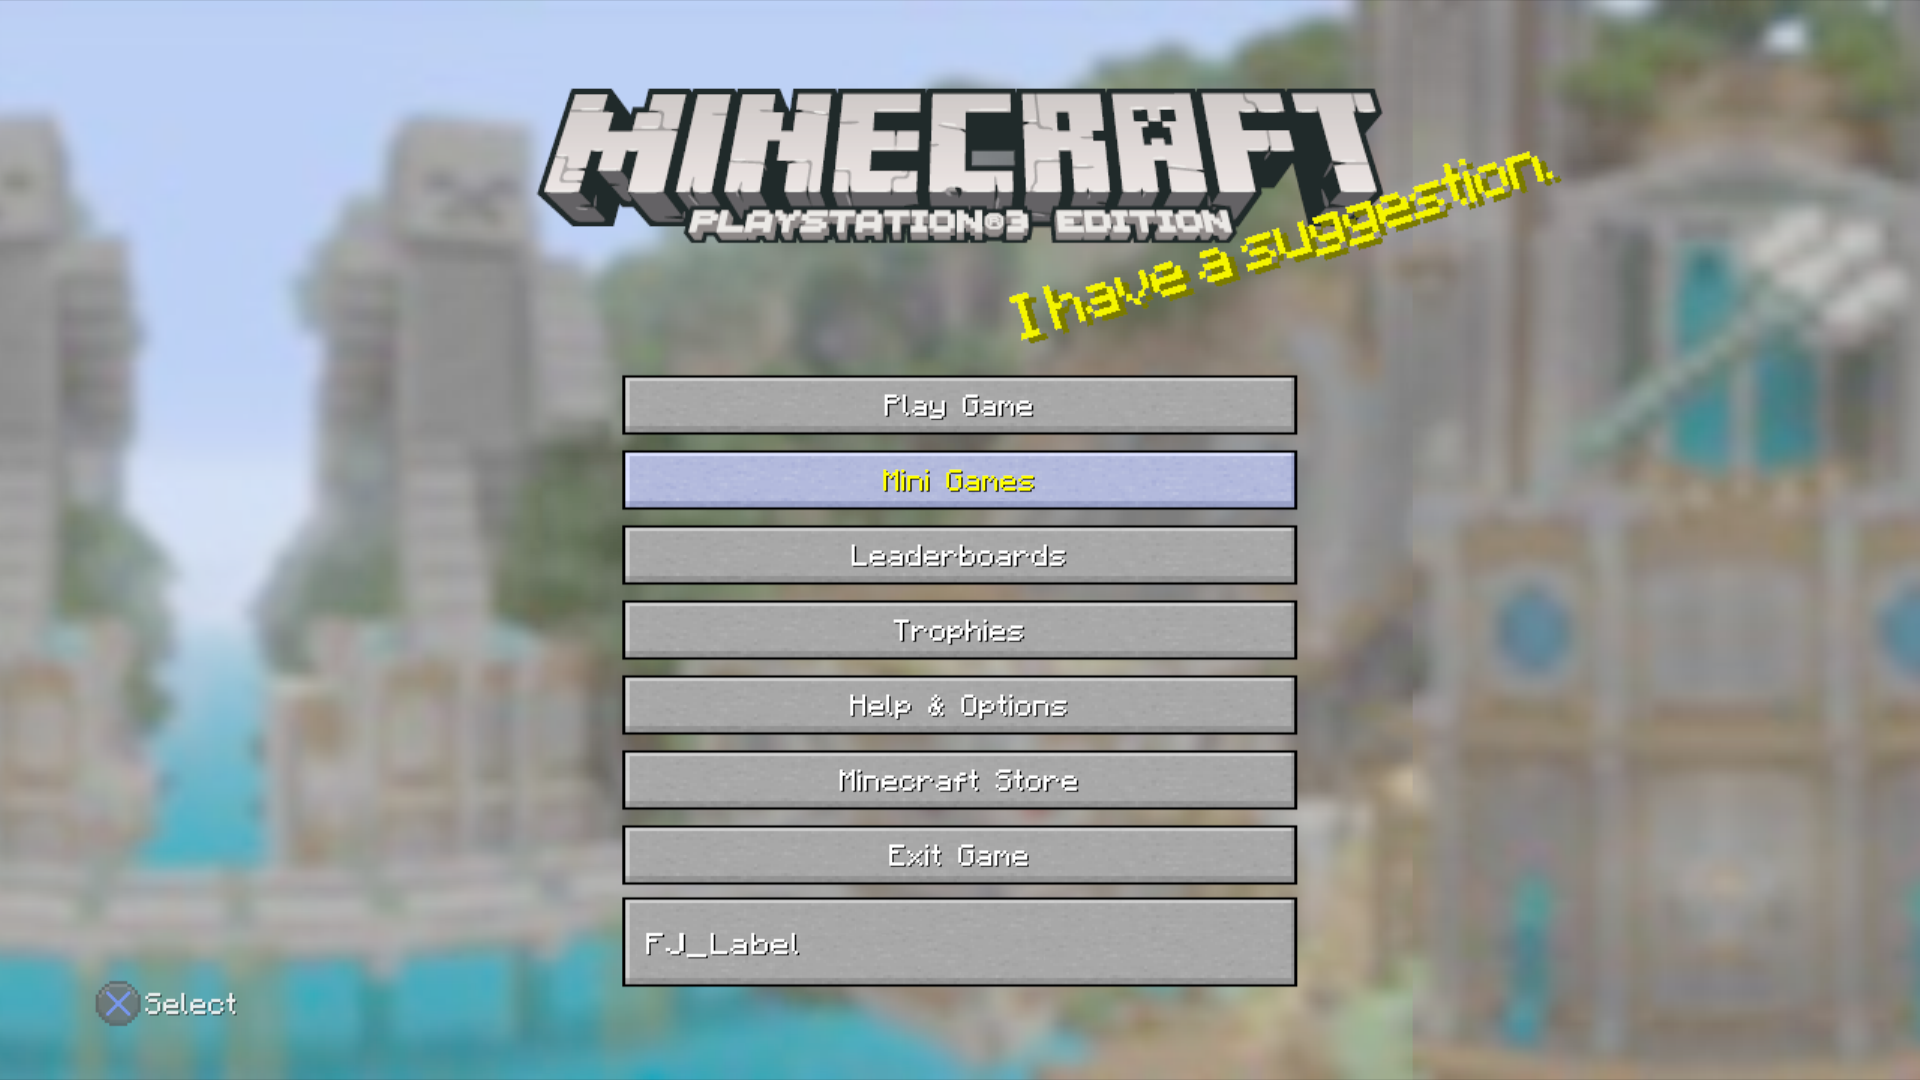 MINECRAFT
PLAYSTATION®3 EDITION
I have a suggestion.
Play Game
Mini Games
Leaderboards
Trophies
Help & Options
Minecraft Store
Exit Game
FJ_Label
Select